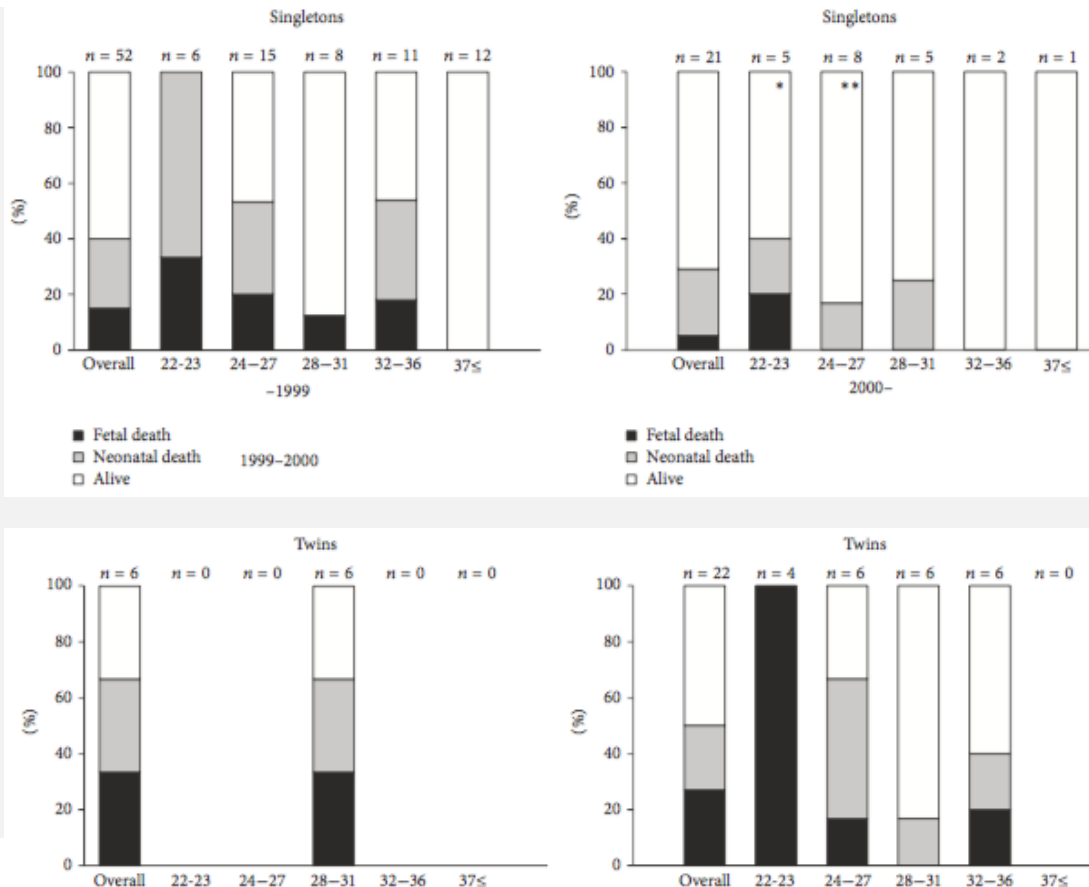 Singletons
n = 52 n = 6 n = 15 n = 8 n = 11 n = 12
100
80
60
40
20
0
(%)
Overall 22-23 24–27 28–31 32–36 37≤
–1999
Fetal death
Neonatal death 1999–2000
Alive
Singletons
n = 21 n = 5 n = 8 n = 5 n = 2 n = 1
100
* **
80
60
40
20
0
(%)
Overall 22-23 24–27 28–31 32–36 37≤
2000–
Fetal death
Neonatal death
Alive
Twins
n = 6 n = 0 n = 0 n = 6 n = 0 n = 0
100
80
60
40
20
0
(%)
Overall 22-23 24–27 28–31 32–36 37≤
Twins
n = 22 n = 4 n = 6 n = 6 n = 6 n = 0
100
80
60
40
20
0
(%)
Overall 22-23 24–27 28–31 32–36 37≤